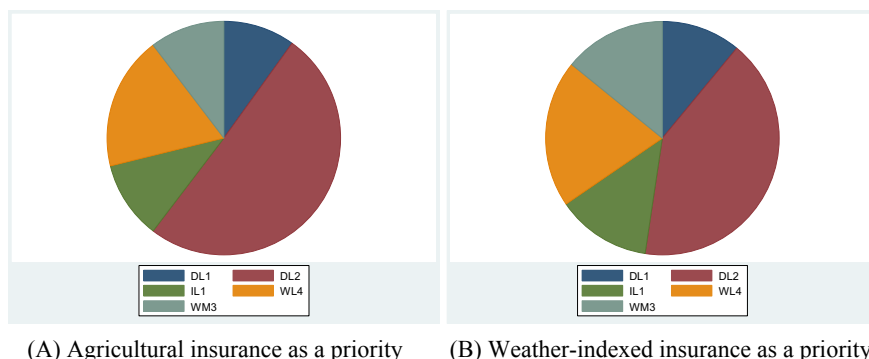 DL1 DL2
IL1 WL4
WM3
DL1 DL2
IL1 WL4
WM3
(A) Agricultural insurance as a priority
(B) Weather-indexed insurance as a priority